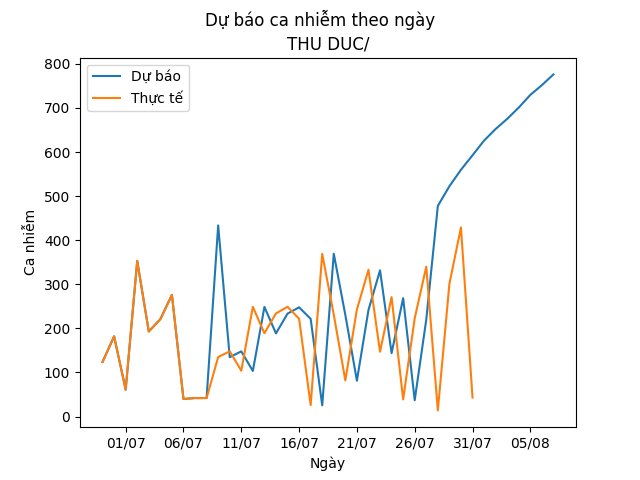 Dự báo ca nhiễm theo ngày
THU DUC/
Dự báo
Thực tế
800
700
600
500
400
300
200
100
0
Ca nhiễm
01/07 06/07 11/07 16/07 21/07 26/07 31/07 05/08
Ngày